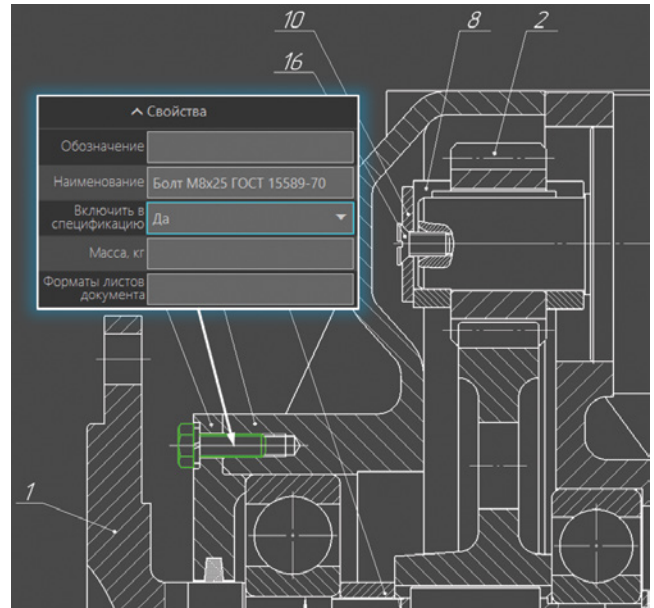 10
8
2
16
Свойства
Обозначение
Наименование Болт М8х25 ГОСТ 15589-70
Включить в
спецификацию Да
Масса, кг
Форматы листов
документа
1